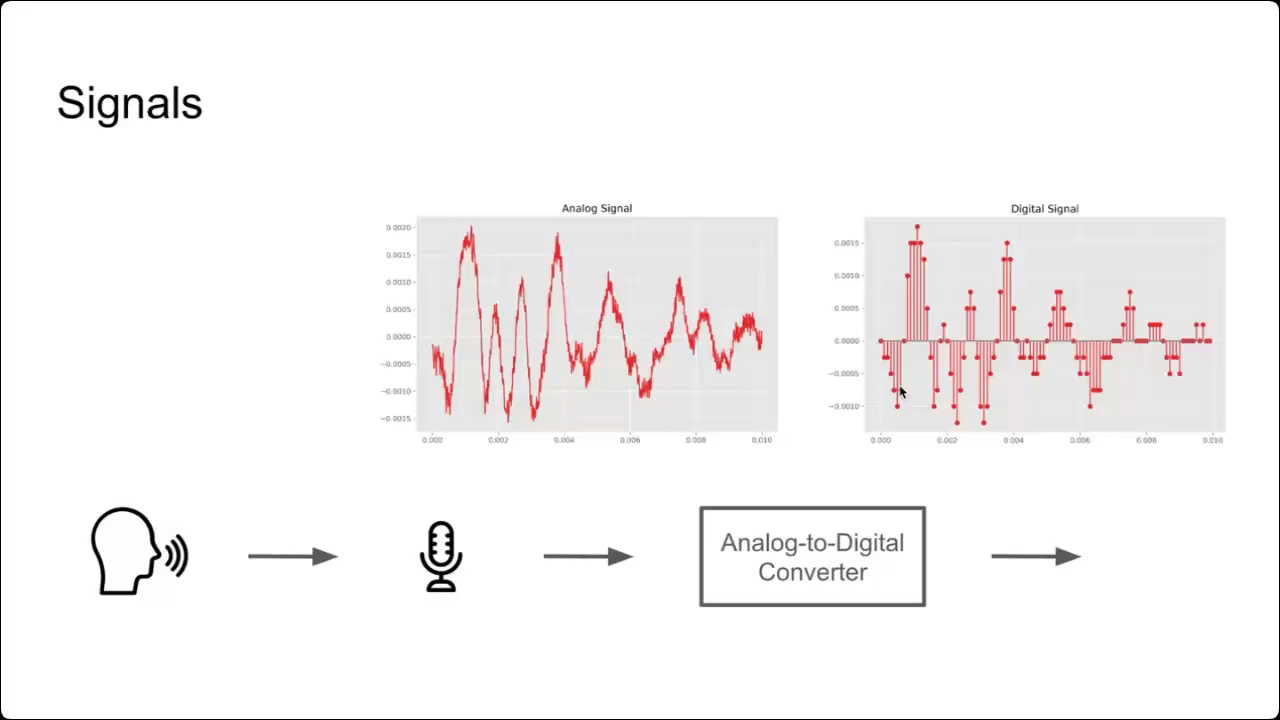 Signals
Analog Signal
0.0020
0.0015
0.0010
0.0005
0.0000
−0.0005
−0.0010
−0.0015
0.000 0.002 0.004 0.006 0.008 0.010
Digital Signal
0.0015
0.0010
0.0005
0.0000
−0.0005
−0.0010
0.000 0.002 0.004 0.006 0.008 0.010
Analog-to-Digital
Converter